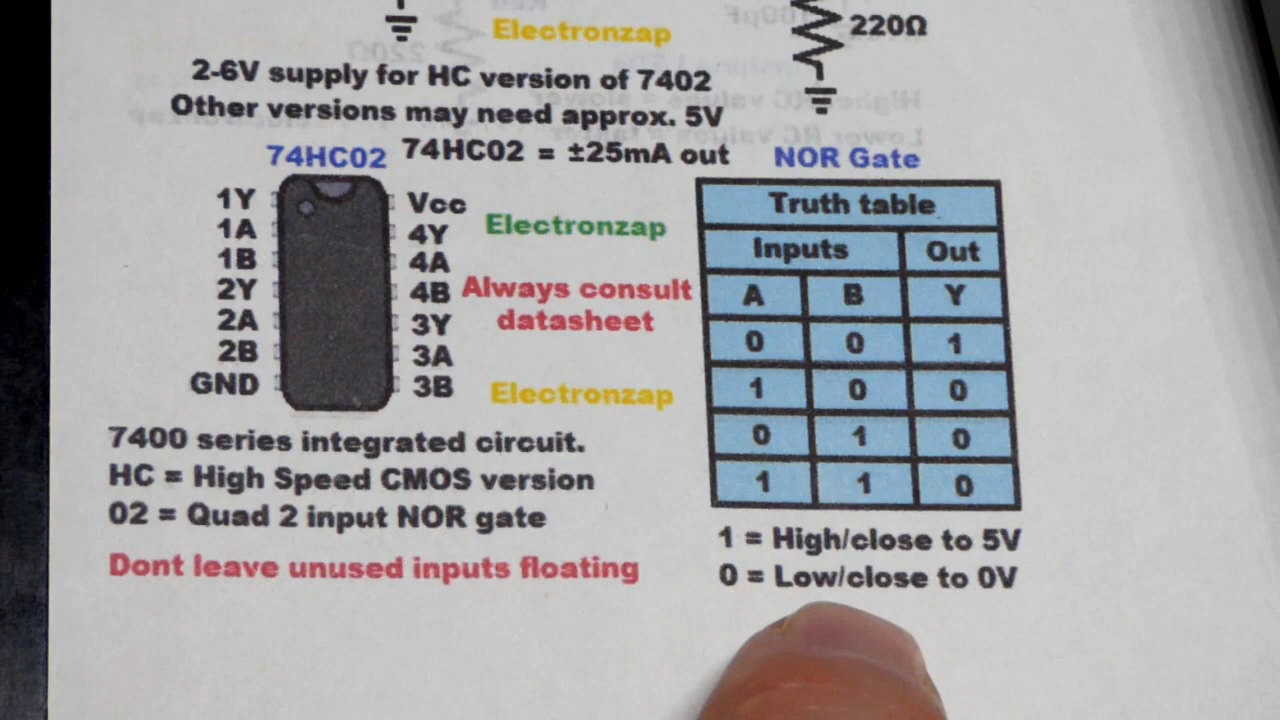 Electronzap
220Ω
2-6V supply for HC version of 7402
Other versions may need approx. 5V
74HC02 74HC02 = ±25mA out NOR Gate
1Y Vcc
1A 4Y
1B 4A
2Y 4B
2A 3Y
2B 3A
GND 3B
Electronzap
Always consult
datasheet
Electronzap
Truth table
Inputs Out
A B Y
0 0 1
1 0 0
0 1 0
1 1 0
7400 series integrated circuit.
HC = High Speed CMOS version
02 = Quad 2 input NOR gate
Dont leave unused inputs floating
1 = High/close to 5V
0 = Low/close to 0V